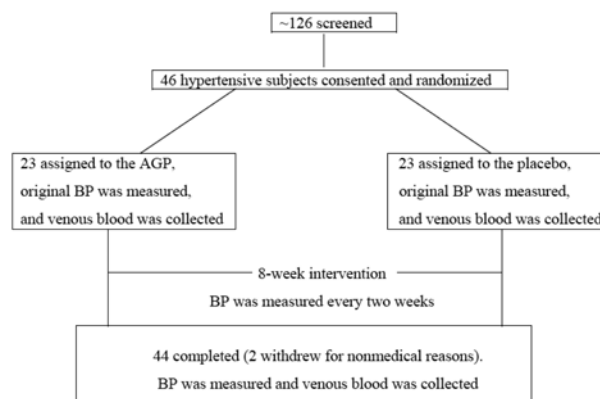 ~126 screened
46 hypertensive subjects consented and randomized
23 assigned to the AGP,
original BP was measured,
and venous blood was collected
23 assigned to the placebo,
original BP was measured,
and venous blood was collected
8-week intervention
BP was measured every two weeks
44 completed (2 withdrew for nonmedical reasons).
BP was measured and venous blood was collected